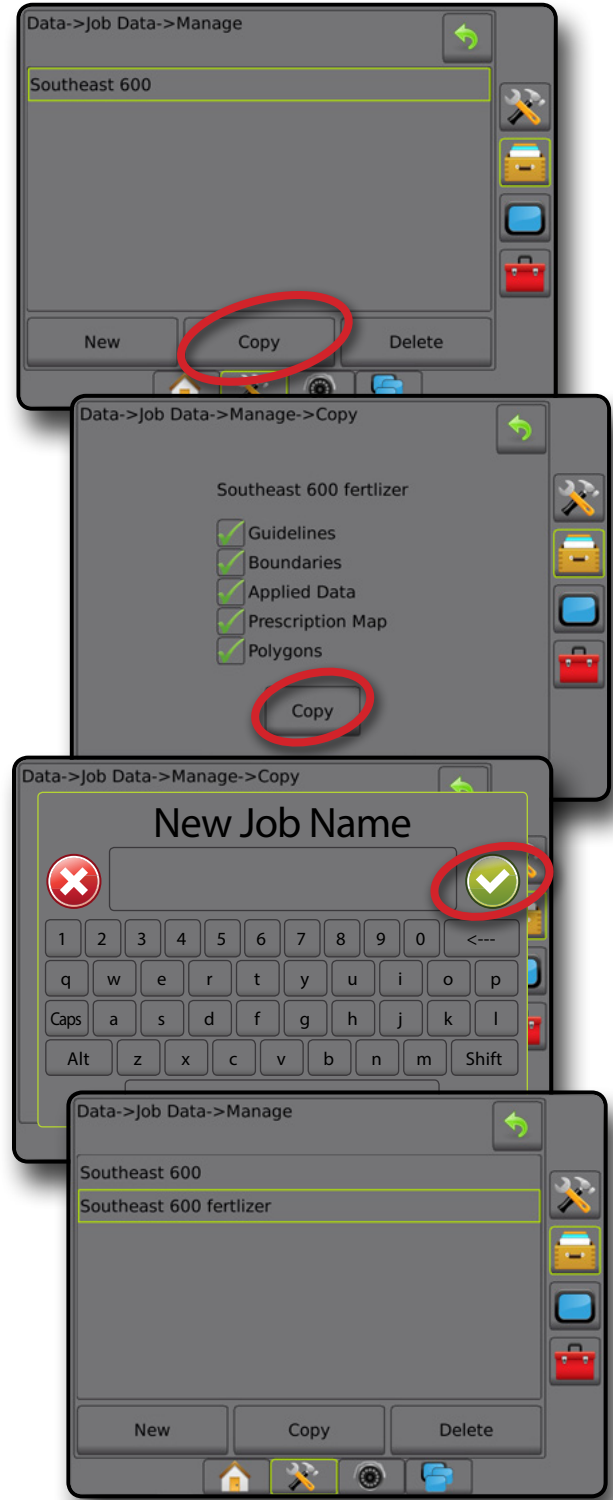 Data->Job Data->Manage
Southeast 600
New Copy Delete
Data->Job Data->Manage->Copy
Southeast 600 fertlizer
Guidelines
Boundaries
Applied Data
Prescription Map
Polygons
Copy
Data->Job Data->Manage->Copy
New Job Name
1 2 3 4 5 6 7 8 9 0 <---
q w e r t y u i o p
Caps a s d f g h j k l
Alt z x c v b n m Shift
Data->Job Data->Manage
Southeast 600
Southeast 600 fertlizer
New Copy Delete